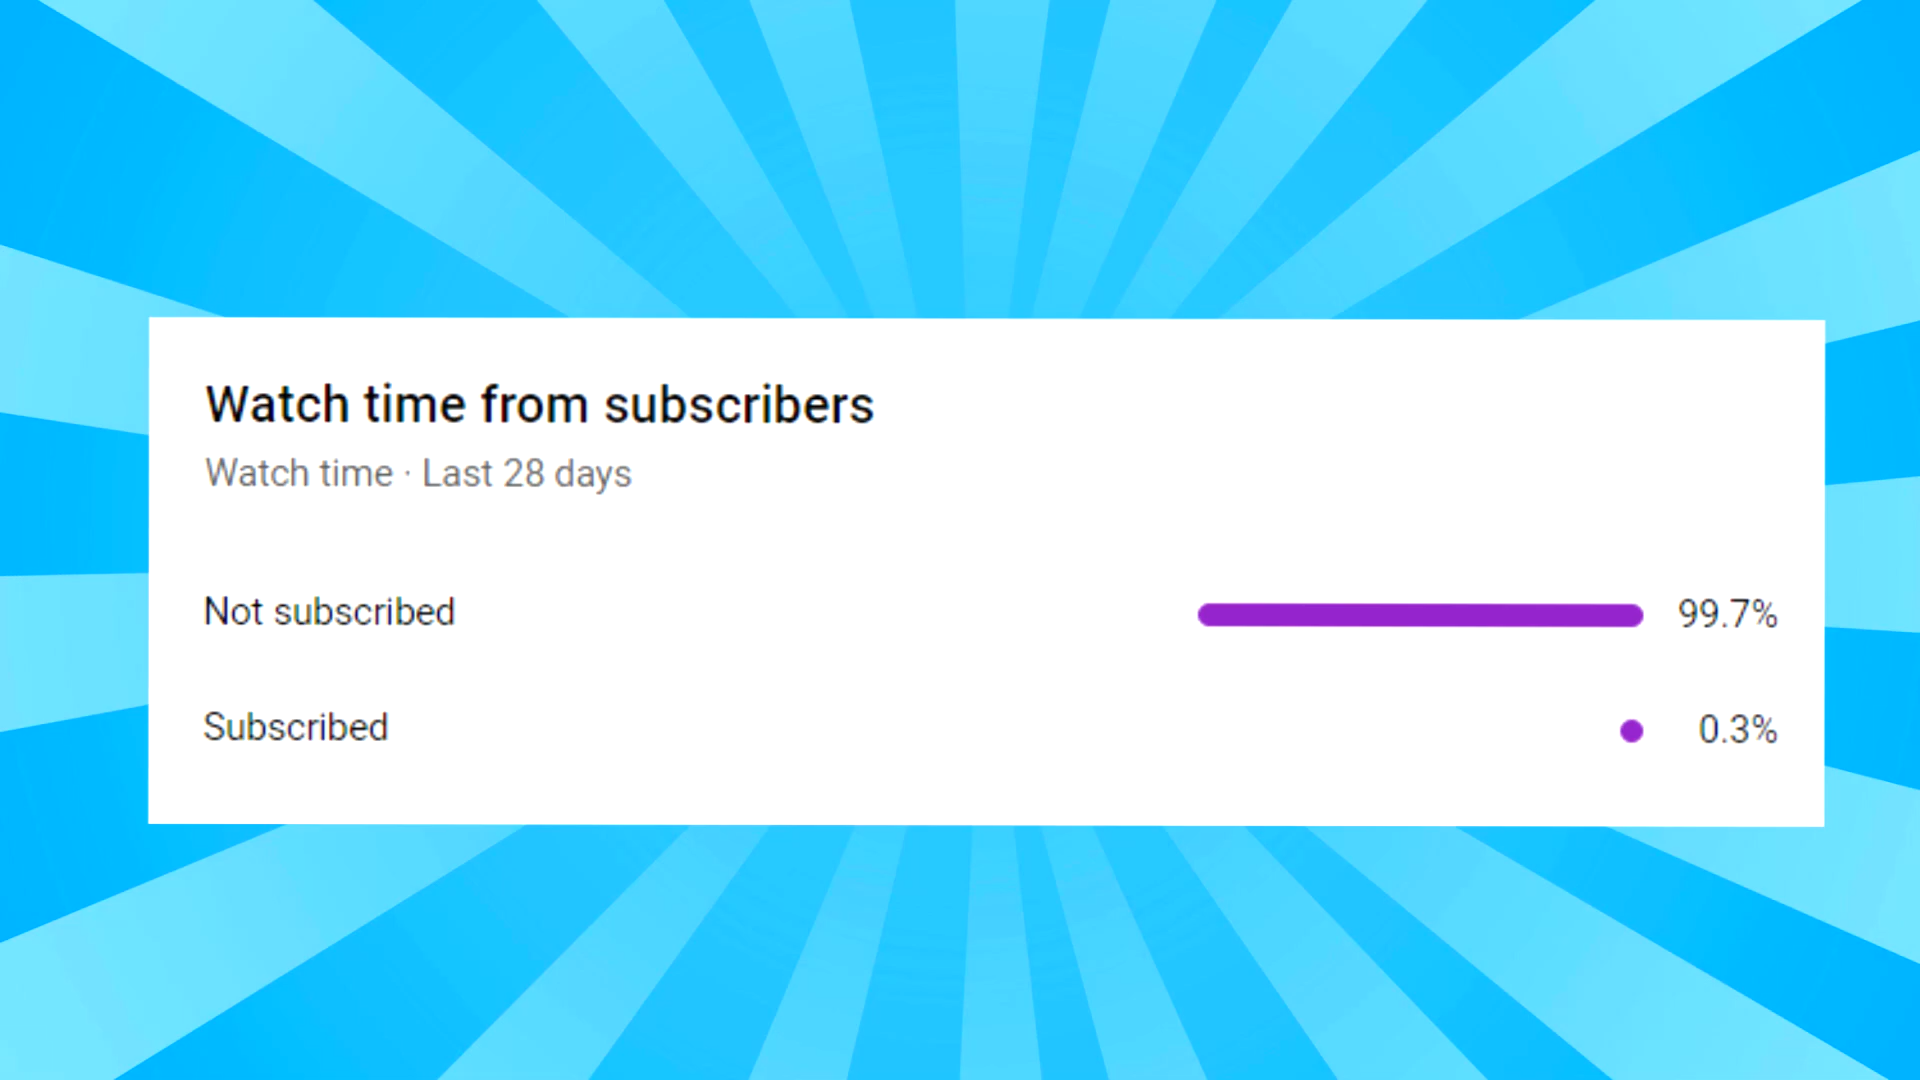 Watch time from subscribers
Watch time · Last 28 days
Not subscribed 99.7%
Subscribed 0.3%